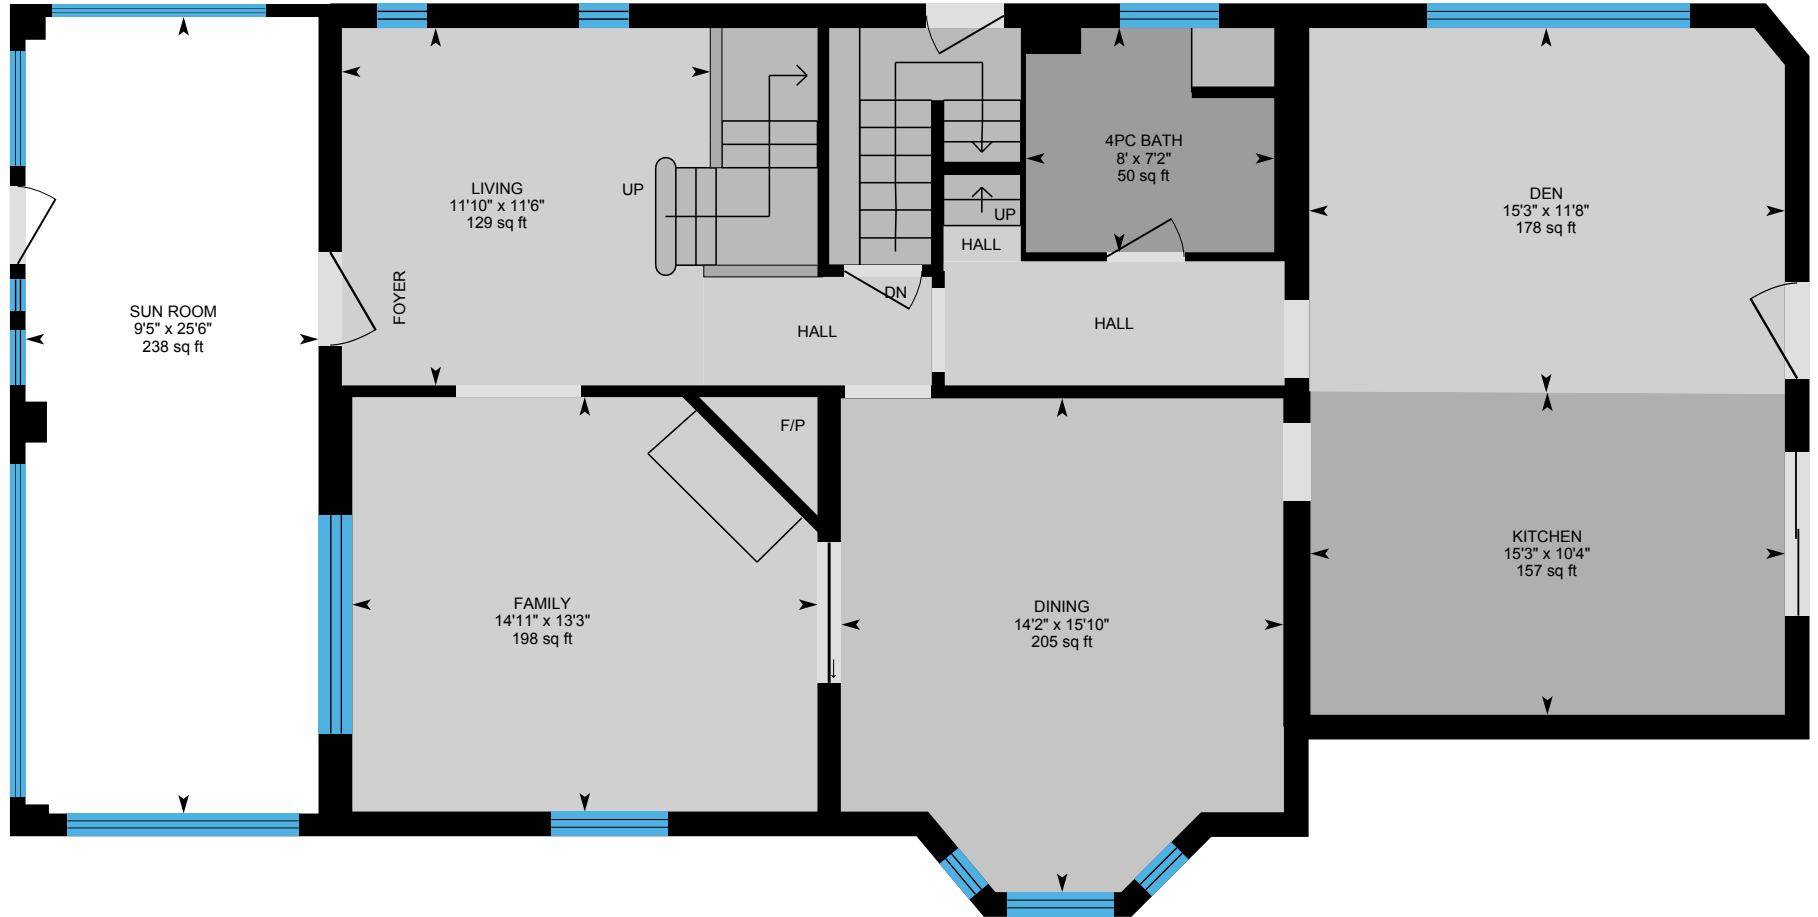 SUN ROOM
9'5" x 25'6"
238 sq ft
LIVING
11'10" x 11'6"
129 sq ft
FOYER
UP
HALL
DN
UP
HALL
HALL
4PC BATH
8' x 7'2"
50 sq ft
DEN
15'3" x 11'8"
178 sq ft
F/P
FAMILY
14'11" x 13'3"
198 sq ft
DINING
14'2" x 15'10"
205 sq ft
KITCHEN
15'3" x 10'4"
157 sq ft